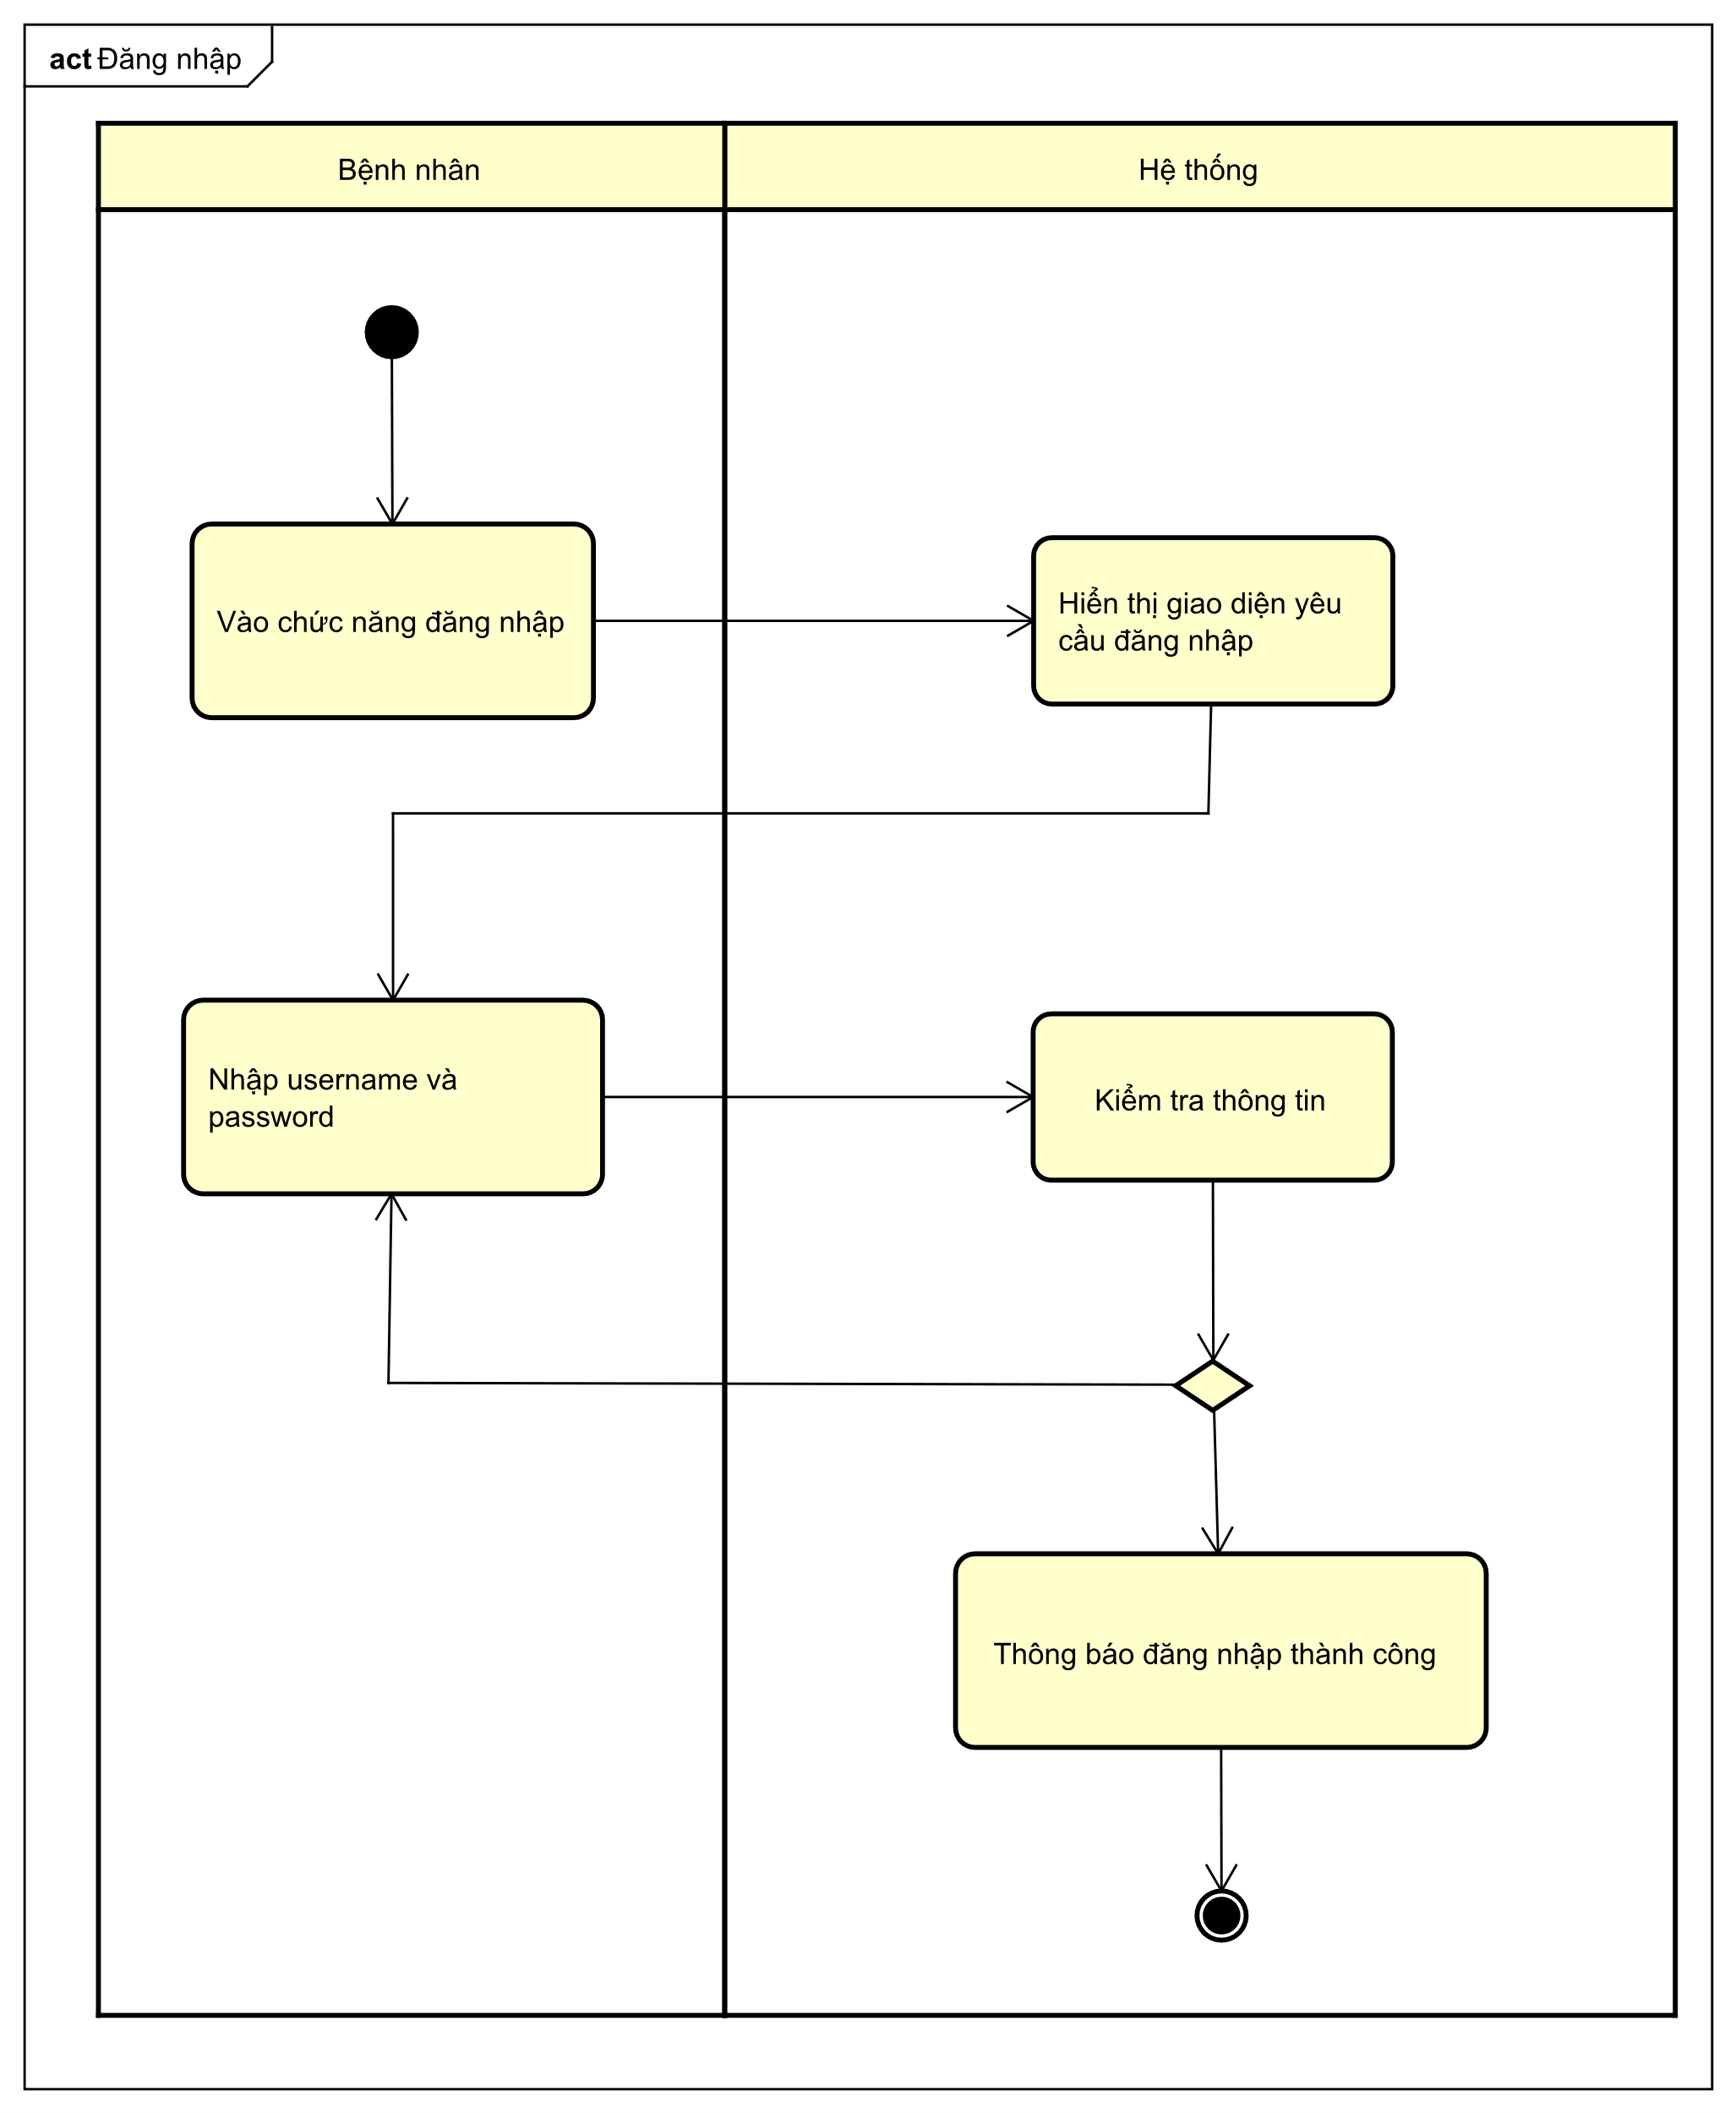 act Đăng nhập
Bệnh nhân
Hệ thống
Vào chức năng đăng nhập
Hiển thị giao diện yêu
cầu đăng nhập
Nhập username và
password
Kiểm tra thông tin
Thông báo đăng nhập thành công